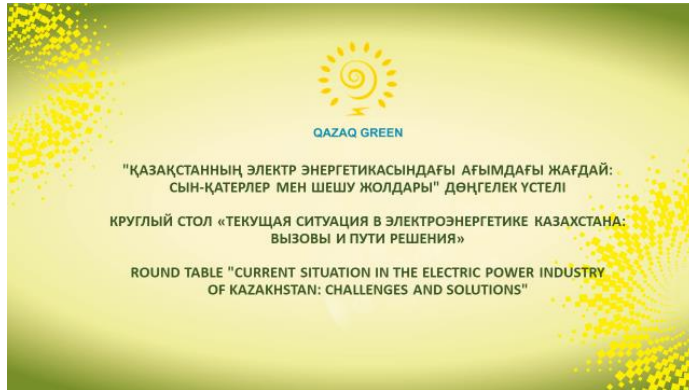 QAZAQ GREEN
"ҚАЗАҚСТАННЫҢ ЭЛЕКТР ЭНЕРГЕТИКАСЫНДАҒЫ АҒЫМДАҒЫ ЖАҒДАЙ:
СЫН-ҚАТЕРЛЕР МЕН ШЕШУ ЖОЛДАРЫ" ДӨҢГЕЛЕК ҮСТЕЛІ
КРУГЛЫЙ СТОЛ «ТЕКУЩАЯ СИТУАЦИЯ В ЭЛЕКТРОЭНЕРГЕТИКЕ КАЗАХСТАНА:
ВЫЗОВЫ И ПУТИ РЕШЕНИЯ»
ROUND TABLE "CURRENT SITUATION IN THE ELECTRIC POWER INDUSTRY
OF KAZAKHSTAN: CHALLENGES AND SOLUTIONS"